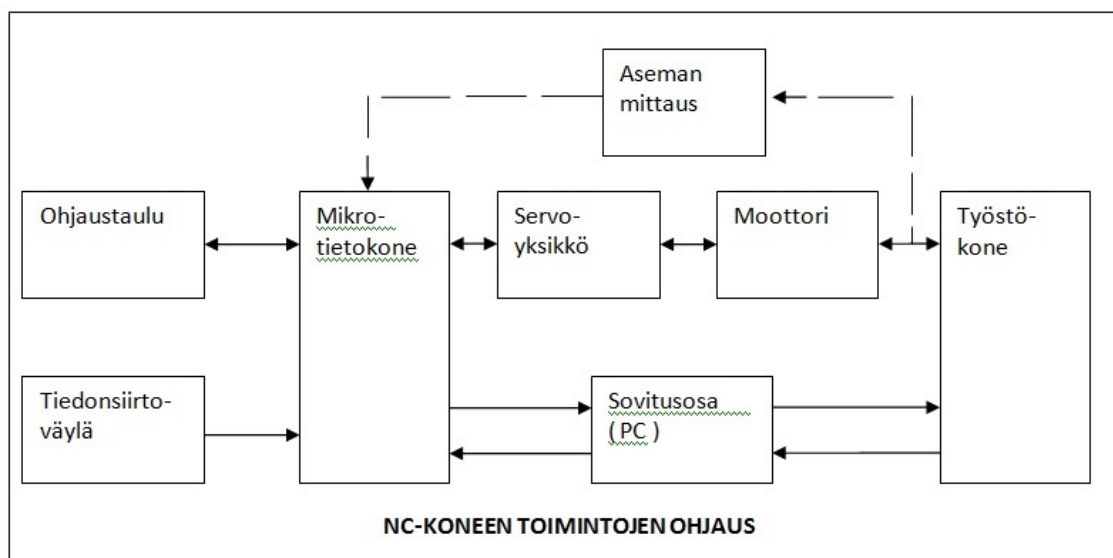 Aseman
mittaus
Ohjaustaulu
Mikro-
tietokone
Servo-
yksikkö
Moottori
Työstö-
kone
Tiedonsiirto-
väylä
Sovitusosa
( PC )
NC-KONEEN TOIMINTOJEN OHJAUS